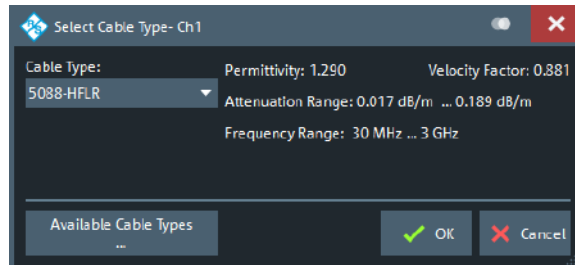 Select Cable Type- Ch1
Cable Type:
5088-HFLR
Permittivity: 1.290 Velocity Factor: 0.881
Attenuation Range: 0.017 dB/m ... 0.189 dB/m
Frequency Range: 30 MHz ... 3 GHz
Available Cable Types
...
OK
Cancel